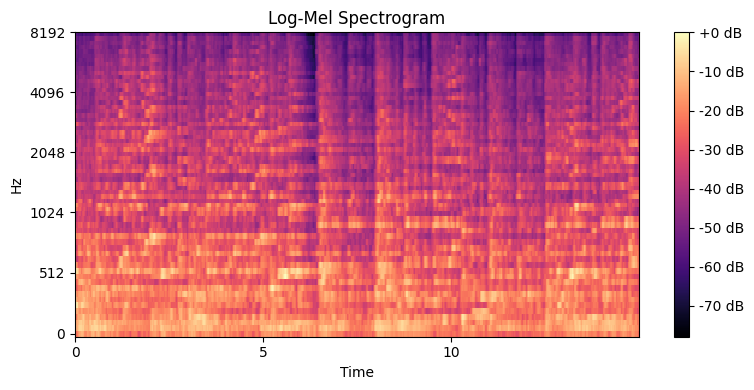 Log-Mel Spectrogram
8192
4096
2048
1024
512
0
Hz
0
5
10
Time
+0 dB
-10 dB
-20 dB
-30 dB
-40 dB
-50 dB
-60 dB
-70 dB